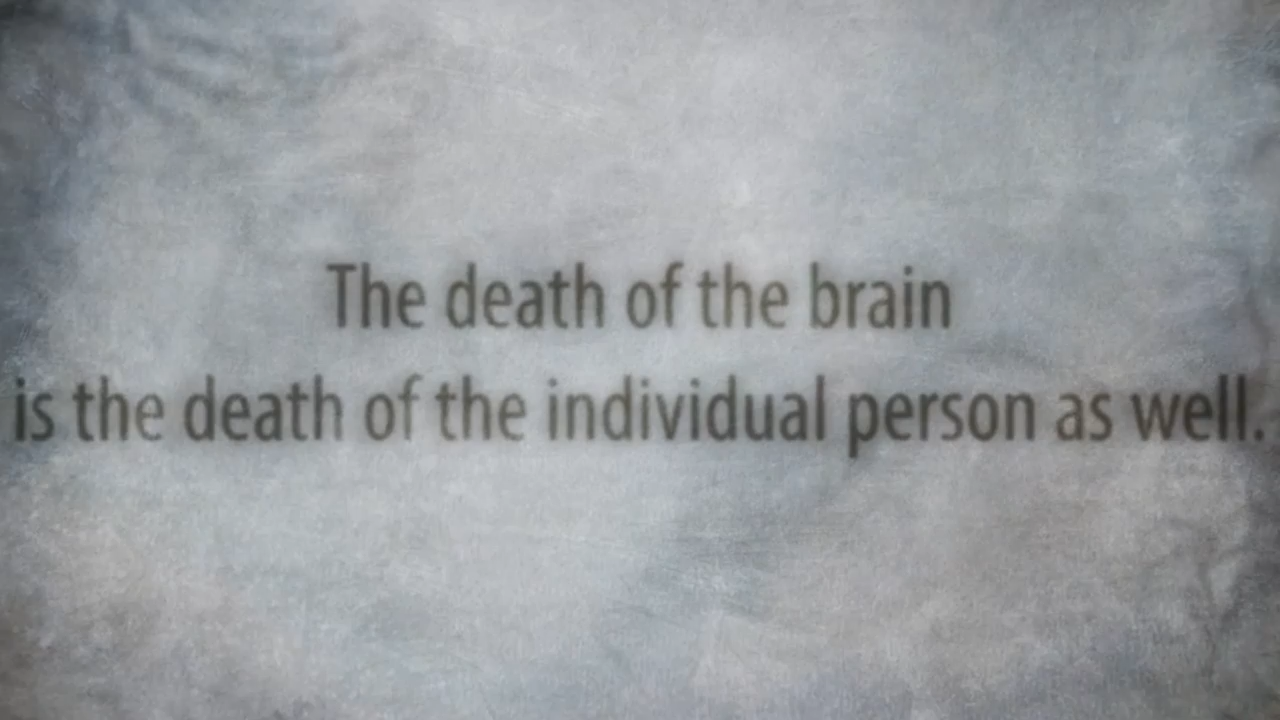 The death of the brain
is the death of the individual person as well.